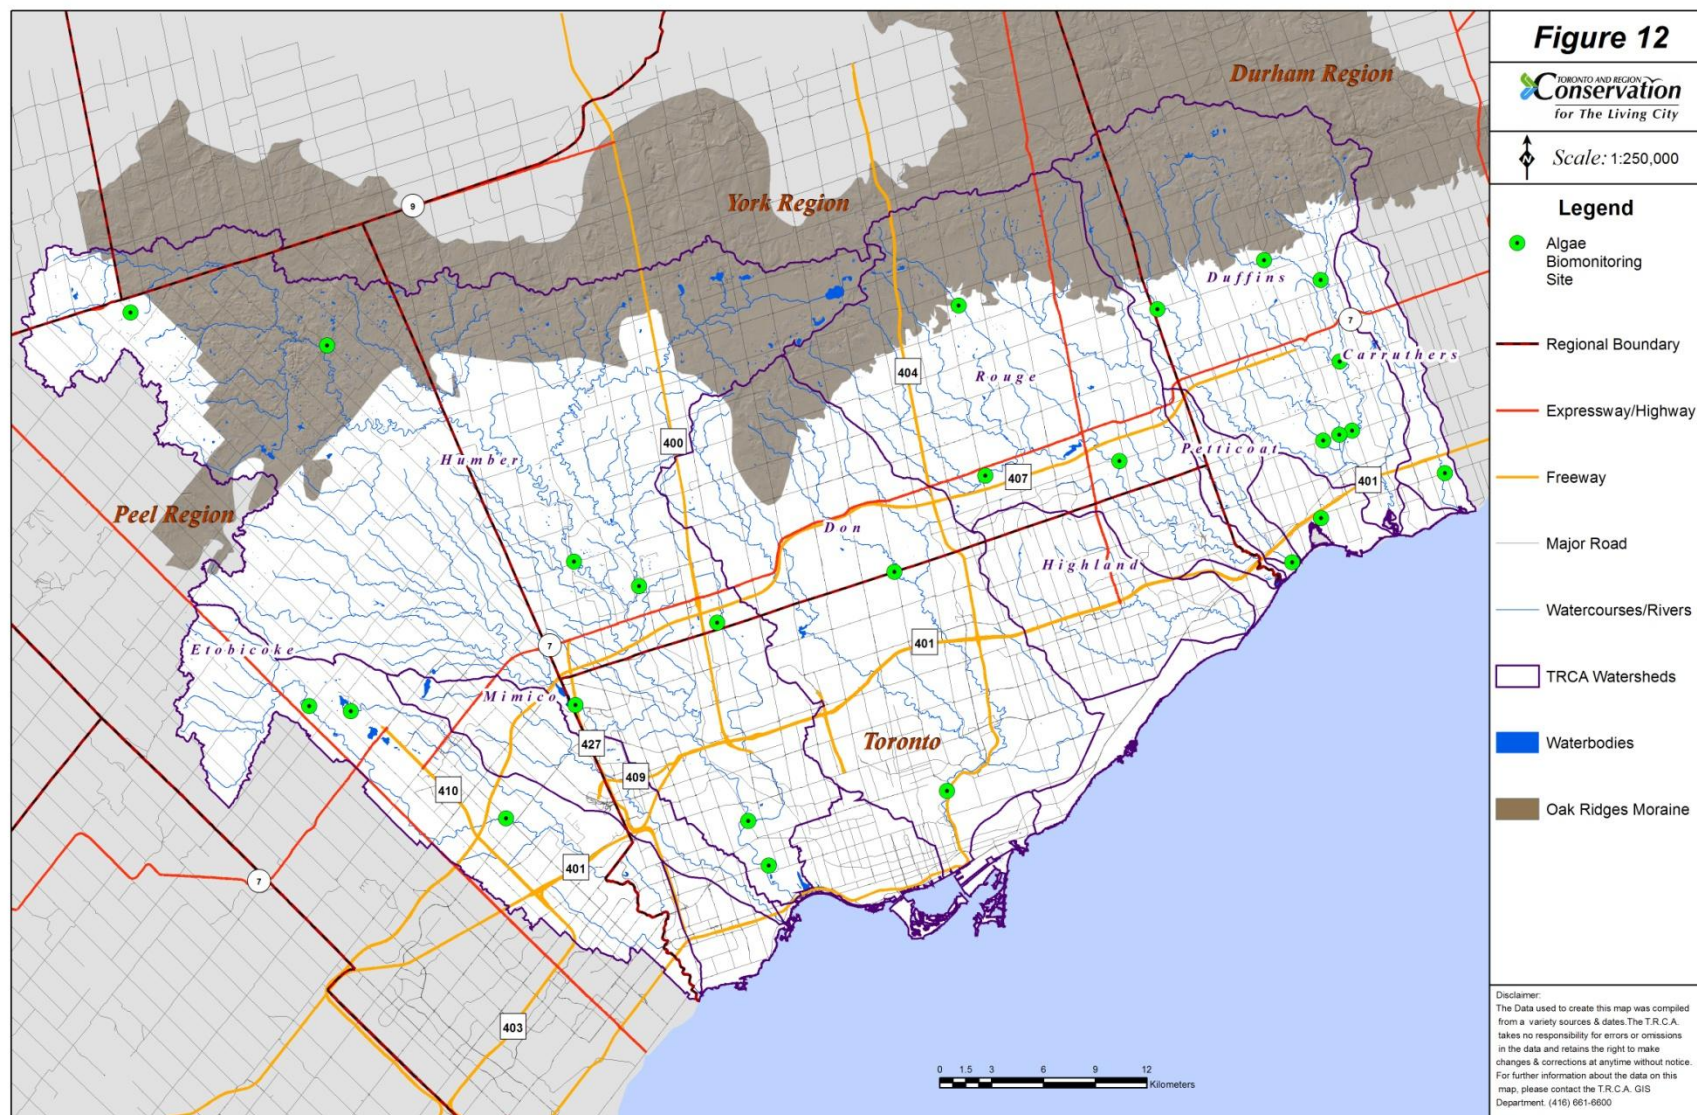 Figure 12
TORONTO AND REGION
Conservation
for The Living City
N
Scale: 1:250,000
Legend
Algae
Biomonitoring
Site
Regional Boundary
Expressway/Highway
Freeway
Major Road
Watercourses/Rivers
TRCA Watersheds
Waterbodies
Oak Ridges Moraine
Disclaimer:
The Data used to create this map was compiled
from a variety sources & dates.The T.R.C.A.
takes no responsibility for errors or omissions
in the data and retains the right to make
changes & corrections at anytime without notice.
For further information about the data on this
map, please contact the T.R.C.A. GIS
Department. (416) 661-6600
Durham Region
York Region
9
Duffins
7
Carruthers
404
Rouge
400
Humber
Petticoat
407
401
Peel Region
Don
Highland
Etobicoke
7
401
Mimico
427
Toronto
409
410
401
7
403
0 1.5 3 6 9 12
Kilometers